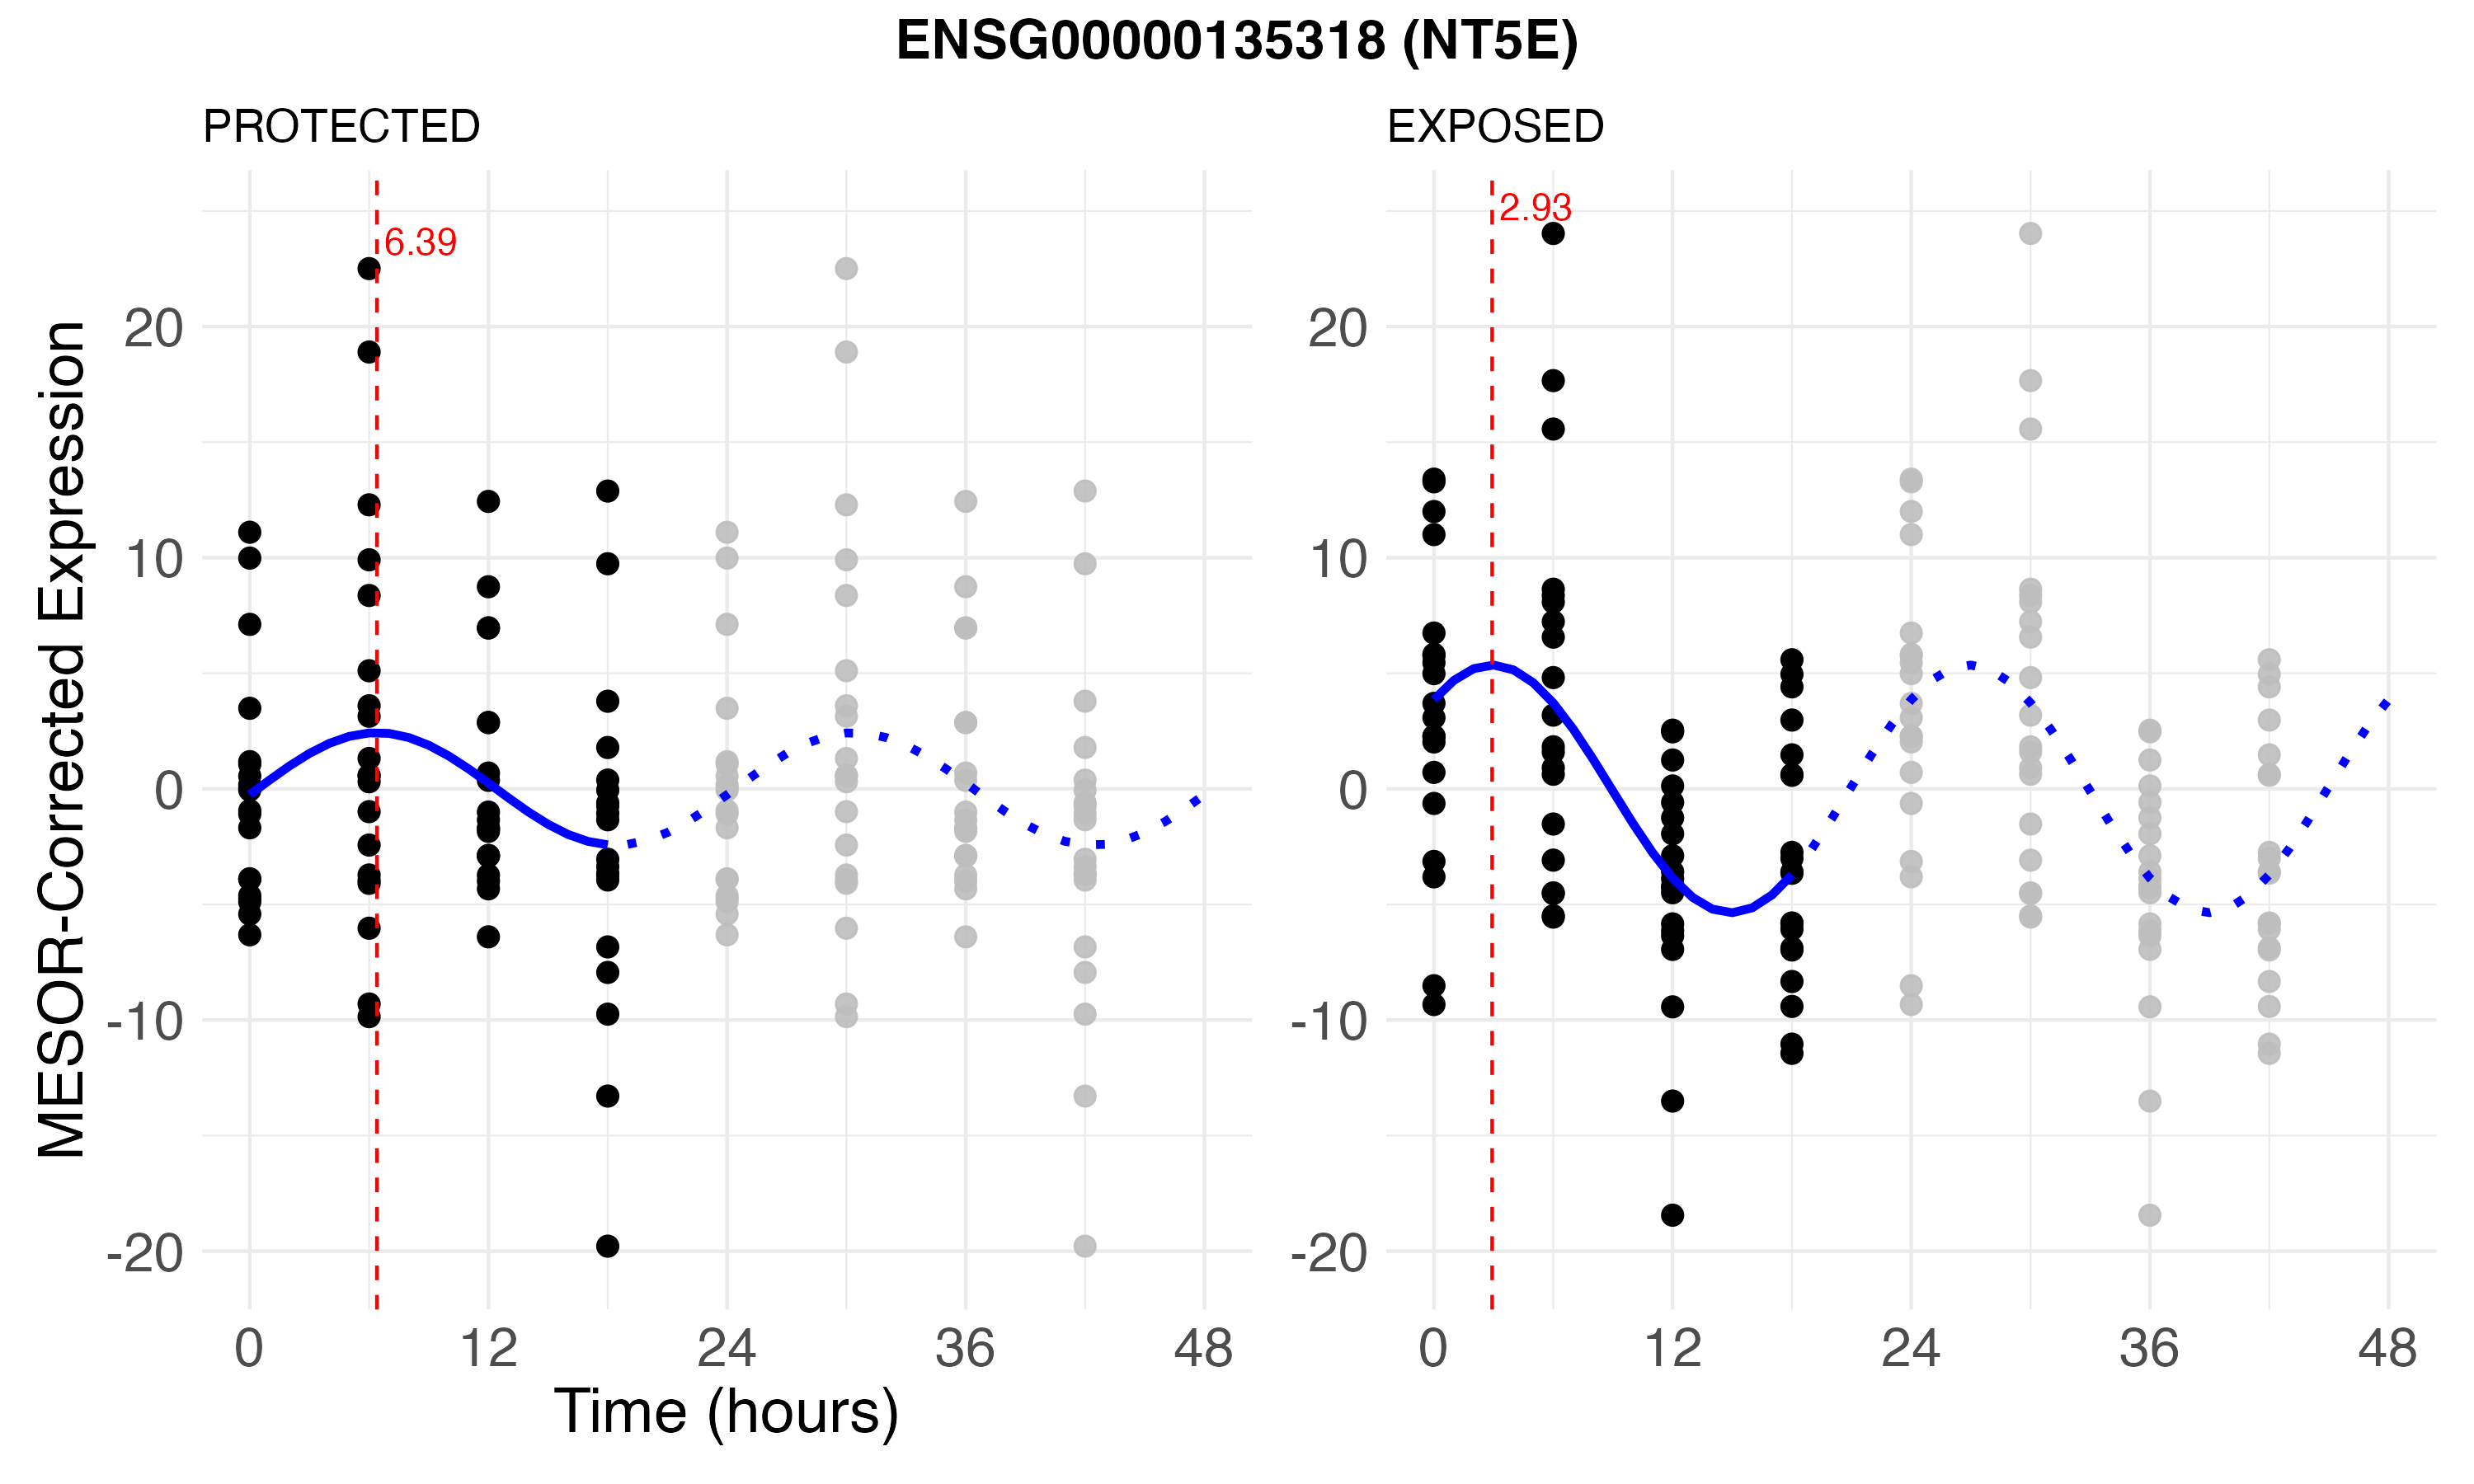 ENSG00000135318 (NT5E)
PROTECTED
EXPOSED
MESOR-Corrected Expression
6.39
2.93
20
10
0
-10
-20
20
10
0
-10
-20
0 12 24 36 48
0 12 24 36 48
Time (hours)